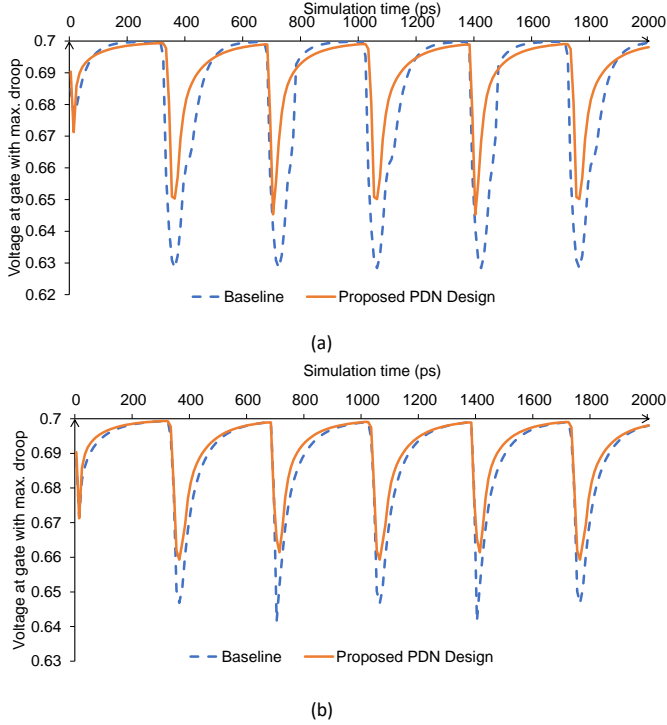 Simulation time (ps)
0 200 400 600 800 1000 1200 1400 1600 1800 2000
Voltage at gate with max. droop
0.7
0.69
0.68
0.67
0.66
0.65
0.64
0.63
0.62
Baseline Proposed PDN Design
(a)
Simulation time (ps)
0 200 400 600 800 1000 1200 1400 1600 1800 2000
Voltage at gate with max. droop
0.7
0.69
0.68
0.67
0.66
0.65
0.64
0.63
Baseline Proposed PDN Design
(b)